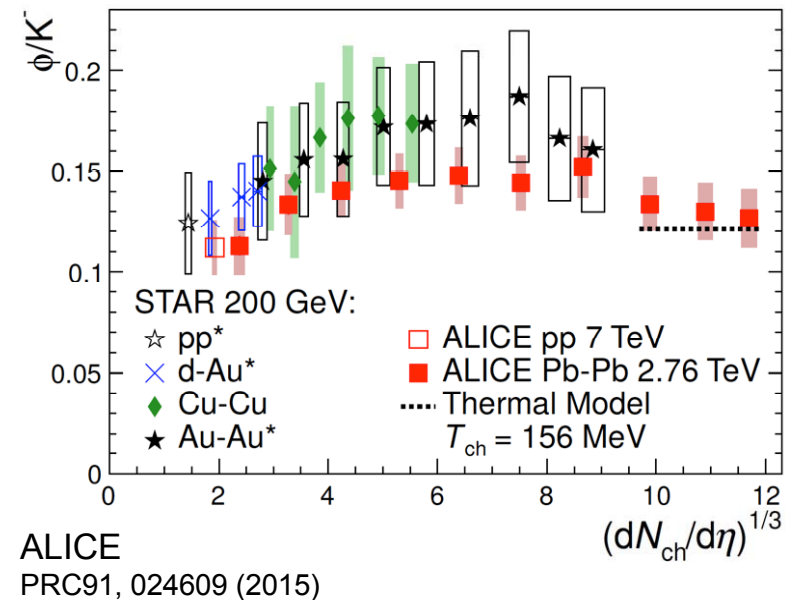 ϕ/K⁻
0.2
0.15
0.1
0.05
0
STAR 200 GeV:
pp*
d-Au*
Cu-Cu
Au-Au*
ALICE pp 7 TeV
ALICE Pb-Pb 2.76 TeV
Thermal Model
T_ch = 156 MeV
0 2 4 6 8 10 12
(dN_ch/dη)^1/3
ALICE
PRC91, 024609 (2015)